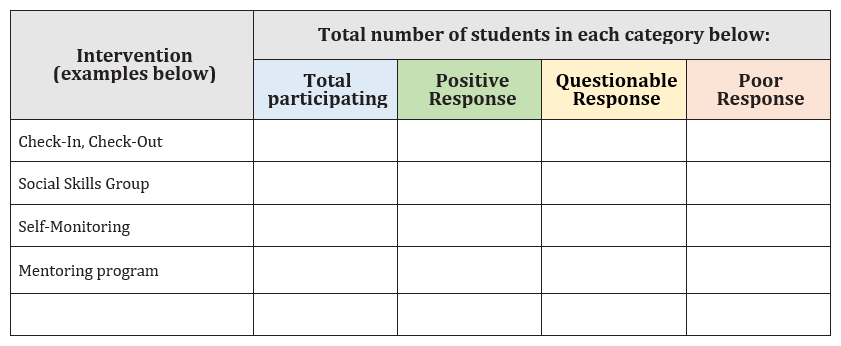 Intervention
(examples below)
Total number of students in each category below:
Total
participating
Positive
Response
Questionable
Response
Poor
Response
Check-In, Check-Out
Social Skills Group
Self-Monitoring
Mentoring program